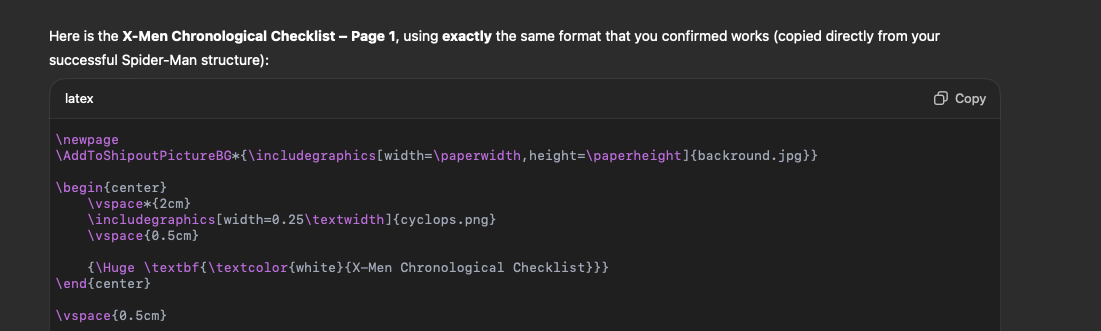 Here is the X-Men Chronological Checklist – Page 1, using exactly the same format that you confirmed works (copied directly from your
successful Spider-Man structure):
latex
Copy
\newpage
\AddToShipoutPictureBG*{\includegraphics[width=\paperwidth,height=\paperheight]{backround.jpg}}
\begin{center}
    \vspace*{2cm}
    \includegraphics[width=0.25\textwidth]{cyclops.png}
    \vspace{0.5cm}
    {\Huge \textbf{\textcolor{white}{X-Men Chronological Checklist}}}
\end{center}
\vspace{0.5cm}